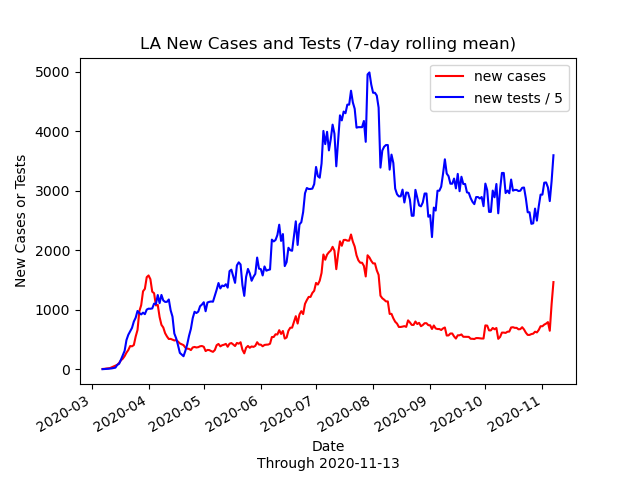 LA New Cases and Tests (7-day rolling mean)
new cases
new tests / 5
5000
4000
3000
2000
1000
0
New Cases or Tests
2020-03
2020-04
2020-05
2020-06
2020-07
2020-08
2020-09
2020-10
2020-11
Date
Through 2020-11-13